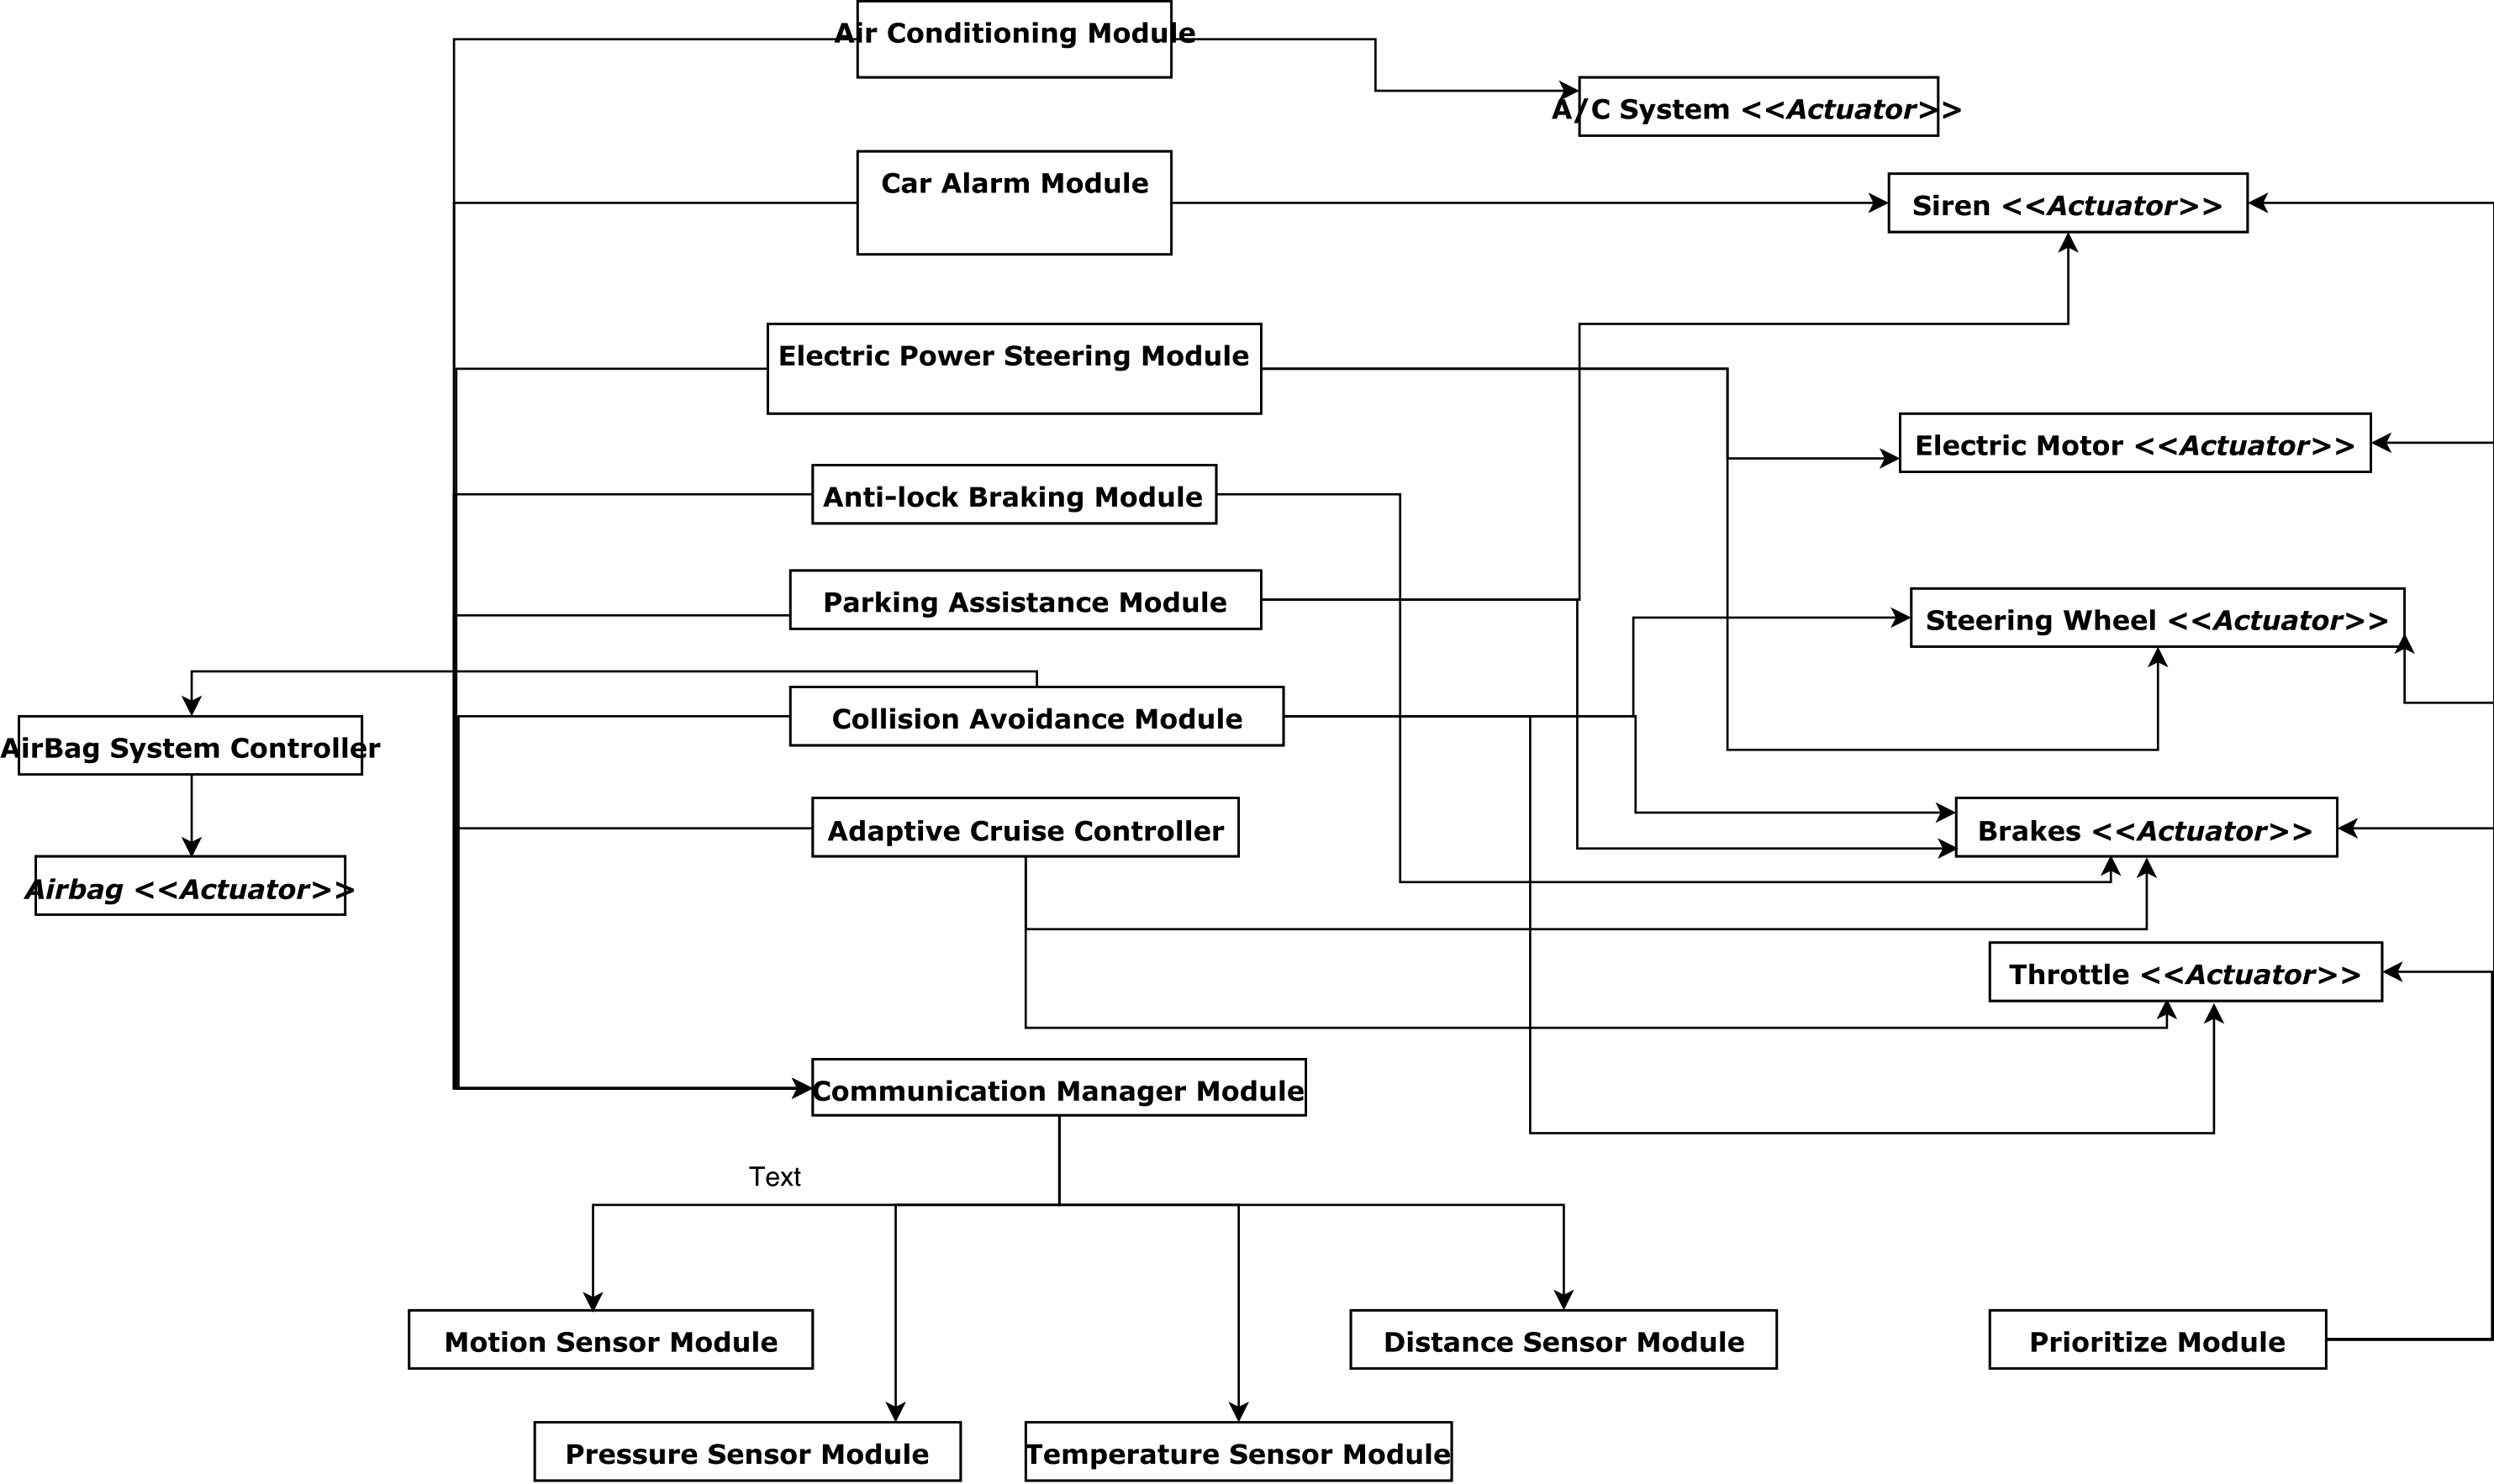 Air Conditioning Module
A/C System <<Actuator>>
Car Alarm Module
Siren <<Actuator>>
Electric Power Steering Module
Electric Motor <<Actuator>>
Anti-lock Braking Module
Parking Assistance Module
Steering Wheel <<Actuator>>
Collision Avoidance Module
AirBag System Controller
Adaptive Cruise Controller
Brakes <<Actuator>>
Airbag <<Actuator>>
Throttle <<Actuator>>
Communication Manager Module
Text
Motion Sensor Module
Distance Sensor Module
Prioritize Module
Pressure Sensor Module
Temperature Sensor Module